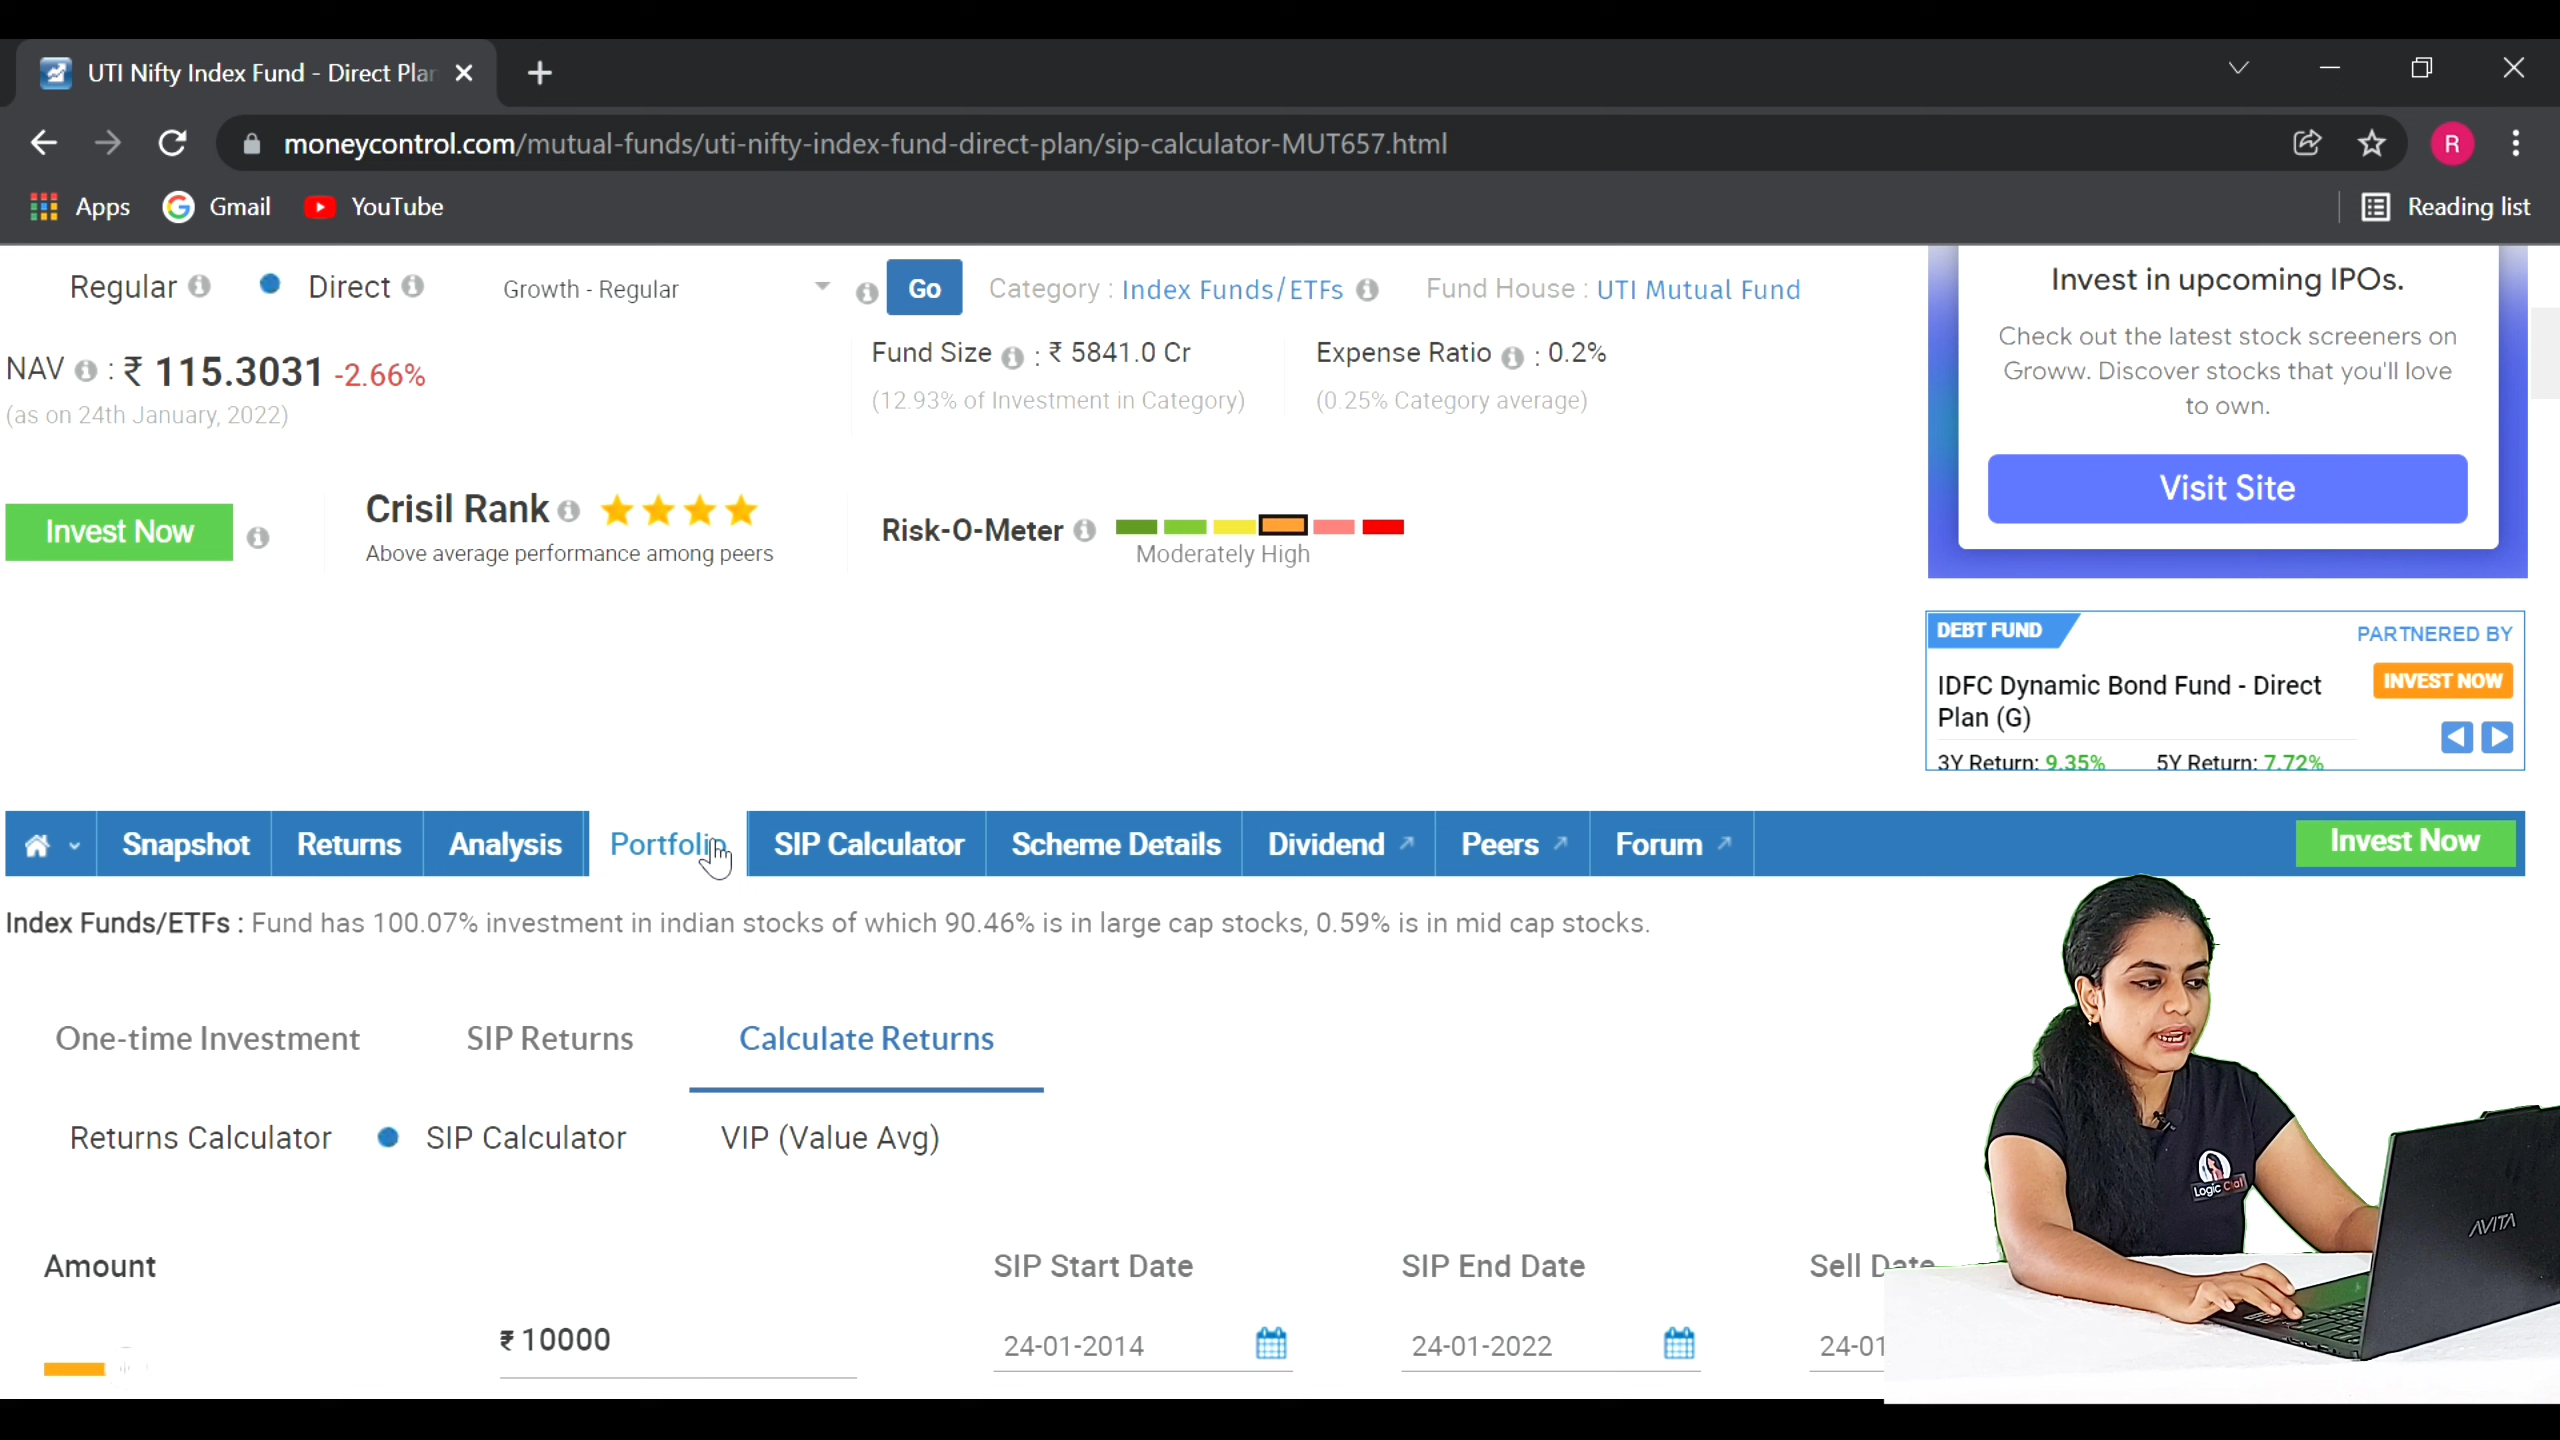 UTI Nifty Index Fund - Direct Plan
moneycontrol.com/mutual-funds/uti-nifty-index-fund-direct-plan/sip-calculator-MUT657.html
R
Apps Gmail YouTube Reading list
Regular Direct Growth - Regular Go Category : Index Funds/ETFs Fund House : UTI Mutual Fund
NAV : ₹ 115.3031 -2.66%
(as on 24th January, 2022)
Fund Size : ₹ 5841.0 Cr
(12.93% of Investment in Category)
Expense Ratio : 0.2%
(0.25% Category average)
Invest Now
Crisil Rank
Above average performance among peers
Risk-O-Meter
Moderately High
Invest in upcoming IPOs.
Check out the latest stock screeners on
Groww. Discover stocks that you'll love
to own.
Visit Site
DEBT FUND PARTNERED BY
IDFC Dynamic Bond Fund - Direct
Plan (G)
INVEST NOW
3Y Return: 9.35% 5Y Return: 7.72%
Snapshot Returns Analysis Portfolio SIP Calculator Scheme Details Dividend Peers Forum Invest Now
Index Funds/ETFs : Fund has 100.07% investment in indian stocks of which 90.46% is in large cap stocks, 0.59% is in mid cap stocks.
One-time Investment SIP Returns Calculate Returns
Returns Calculator SIP Calculator VIP (Value Avg)
Amount SIP Start Date SIP End Date Sell Date
₹ 10000 24-01-2014 24-01-2022 24-01
Logic Chat
AVITA